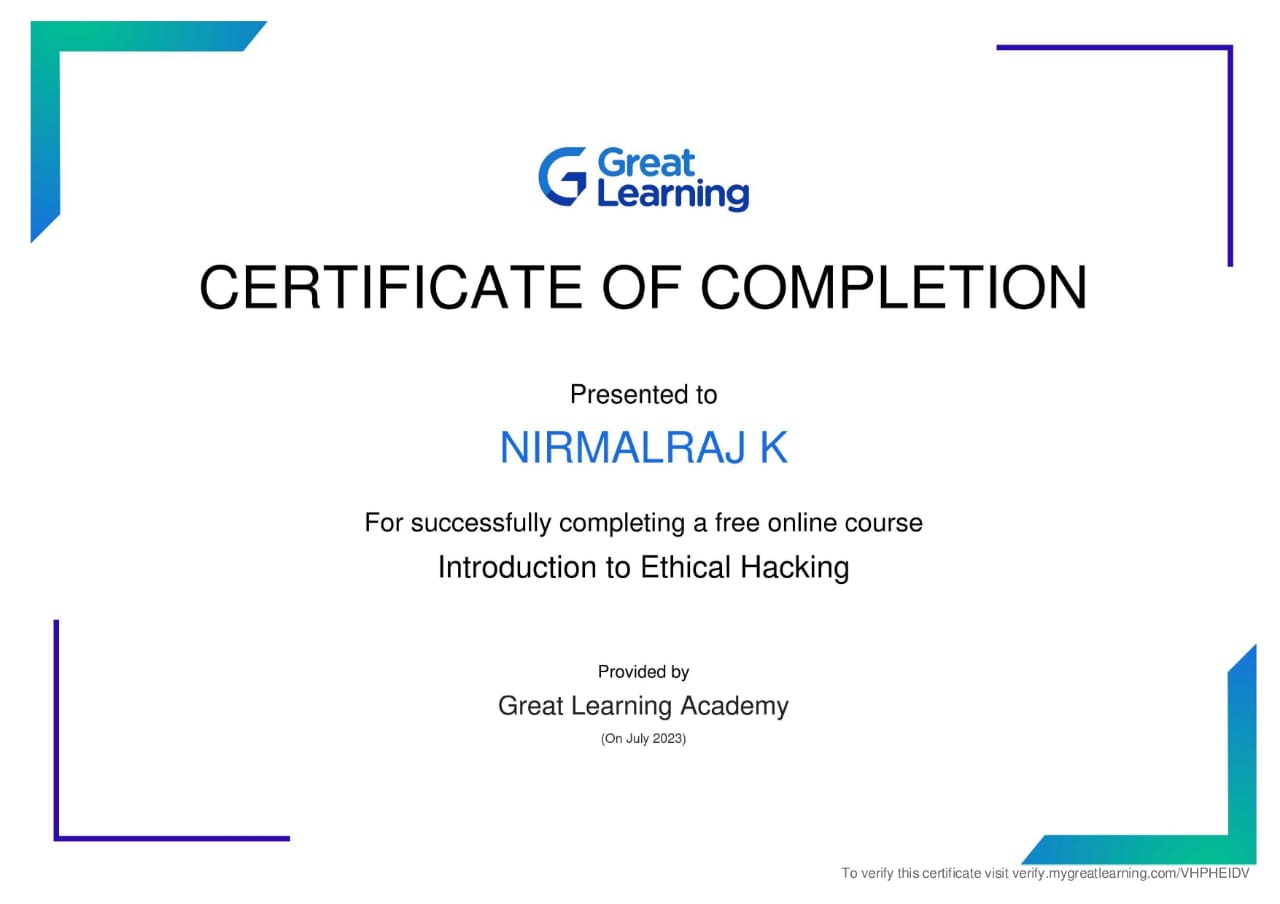 Great
Learning
CERTIFICATE OF COMPLETION
Presented to
NIRMALRAJ K
For successfully completing a free online course
Introduction to Ethical Hacking
Provided by
Great Learning Academy
(On July 2023)
To verify this certificate visit verify.mygreatlearning.com/VHPHEIDV